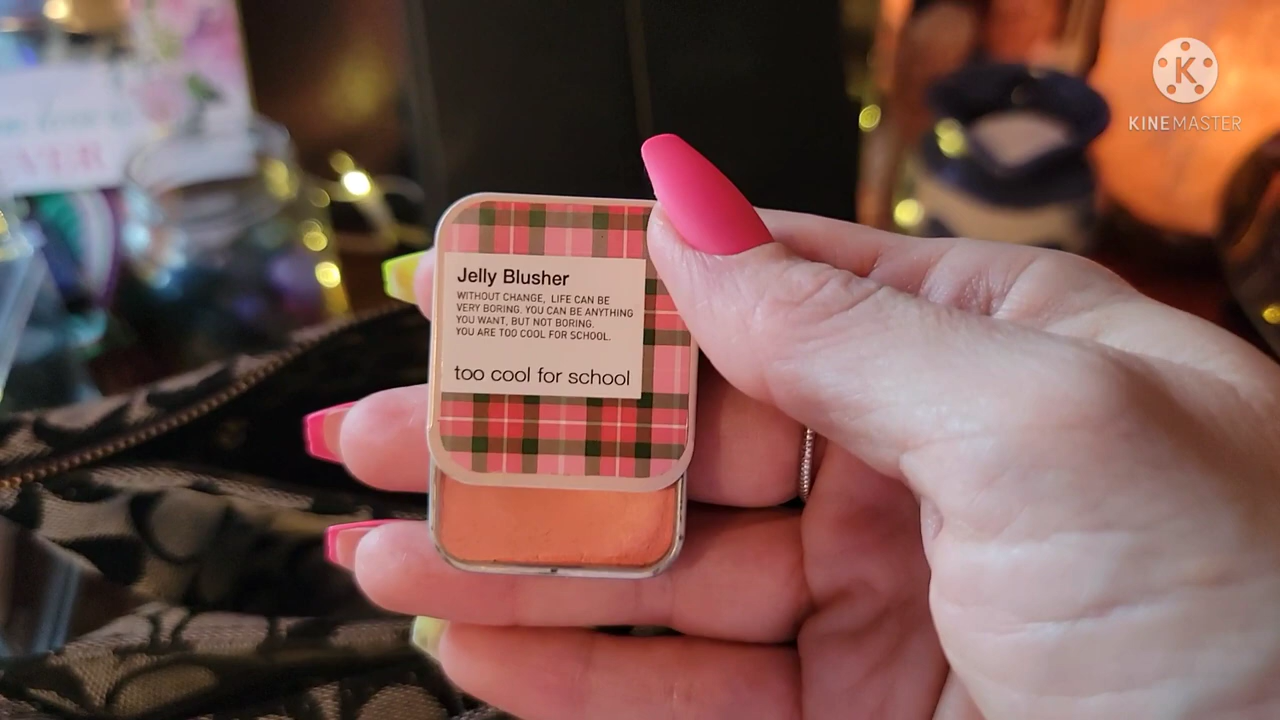 Jelly Blusher
WITHOUT CHANGE, LIFE CAN BE
VERY BORING. YOU CAN BE ANYTHING
YOU WANT, BUT NOT BORING.
YOU ARE TOO COOL FOR SCHOOL.
too cool for school
K
KINEMASTER